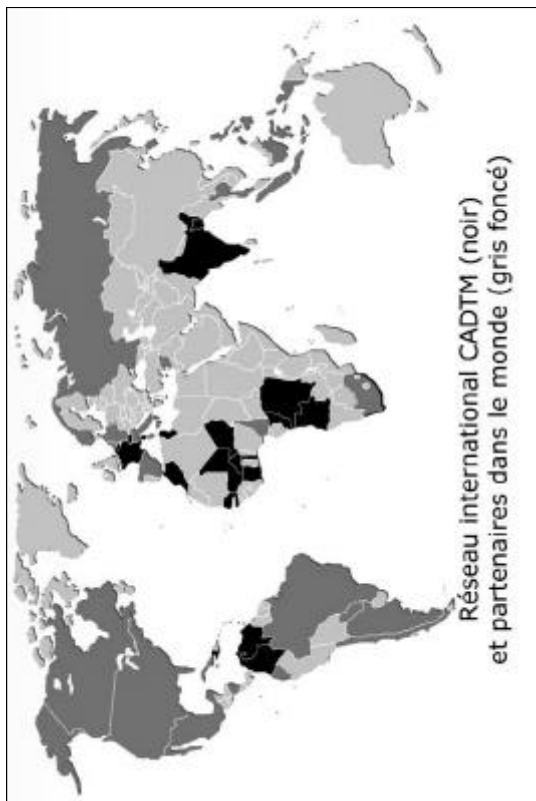 Réseau international CADTM (noir)
et partenaires dans le monde (gris foncé)